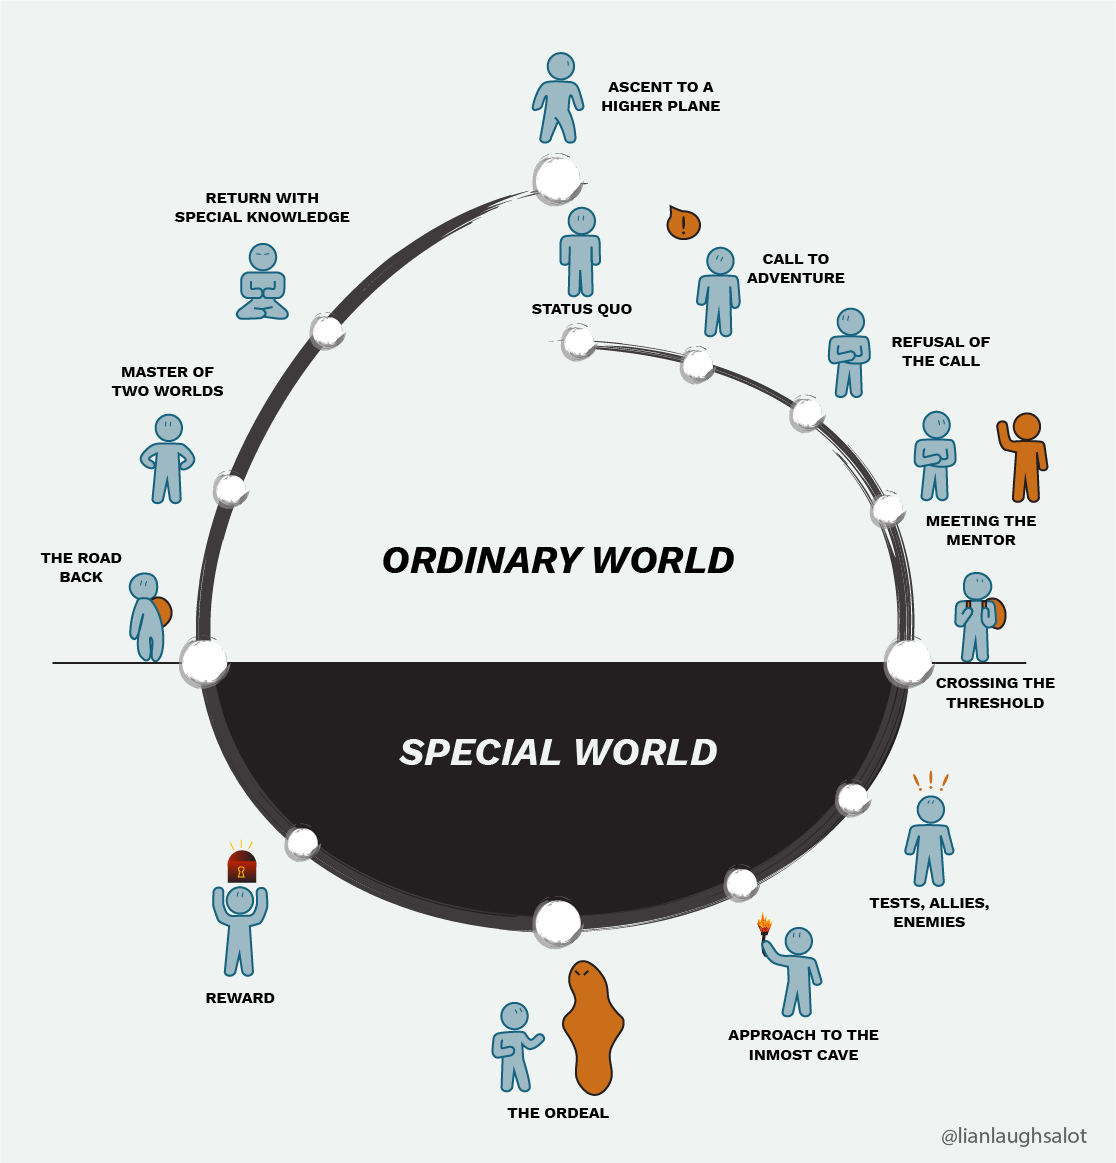 ASCENT TO A
HIGHER PLANE
RETURN WITH
SPECIAL KNOWLEDGE
!
STATUS QUO
CALL TO
ADVENTURE
REFUSAL OF
THE CALL
MASTER OF
TWO WORLDS
MEETING THE
MENTOR
THE ROAD
BACK
ORDINARY WORLD
CROSSING THE
THRESHOLD
SPECIAL WORLD
! ! !
TESTS, ALLIES,
ENEMIES
REWARD
APPROACH TO THE
INMOST CAVE
THE ORDEAL
@lianlaughsalot